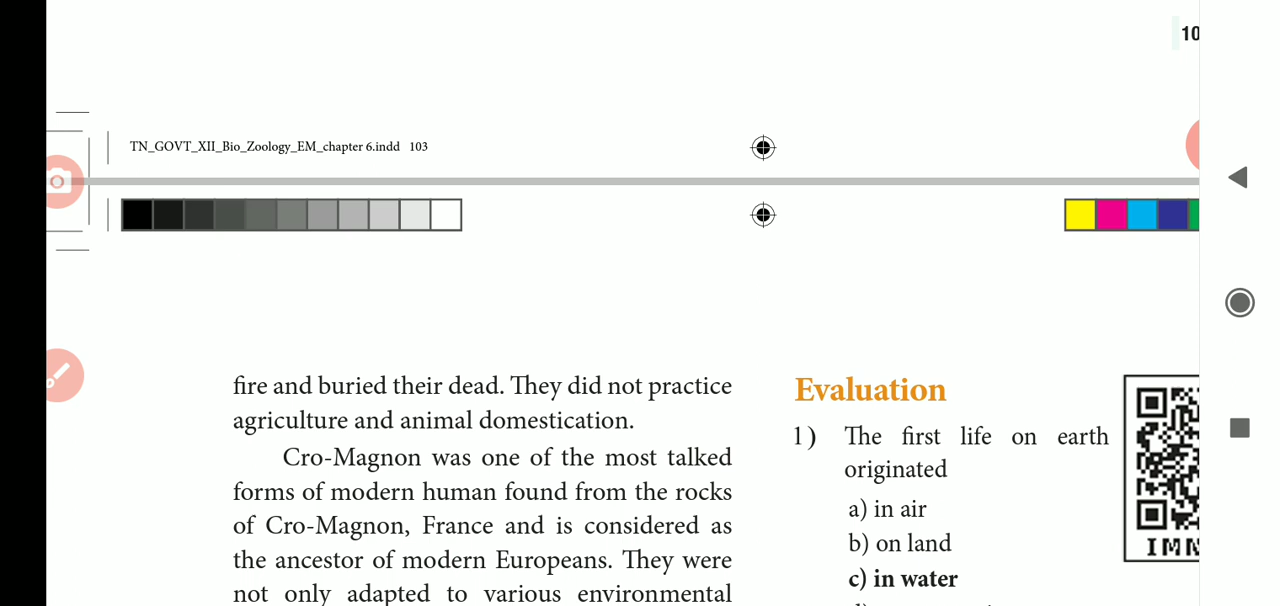 10
TN_GOVT_XII_Bio_Zoology_EM_chapter 6.indd 103
fire and buried their dead. They did not practice
agriculture and animal domestication.
Cro-Magnon was one of the most talked
forms of modern human found from the rocks
of Cro-Magnon, France and is considered as
the ancestor of modern Europeans. They were
not only adapted to various environmental
Evaluation
1) The first life on earth
originated
a) in air
b) on land
c) in water